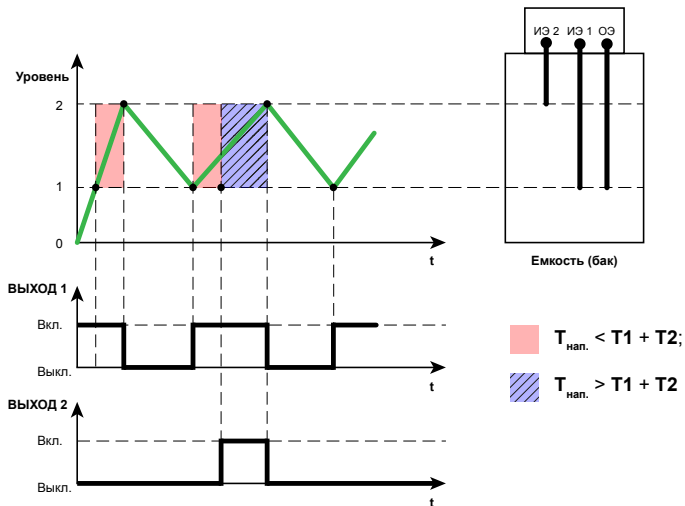 ИЭ 2 ИЭ 1 ОЭ
Уровень
2
1
0
t
Емкость (бак)
ВЫХОД 1
Вкл.
Выкл.
t
Tнап. < T1 + T2;
Tнап. > T1 + T2
ВЫХОД 2
Вкл.
Выкл.
t